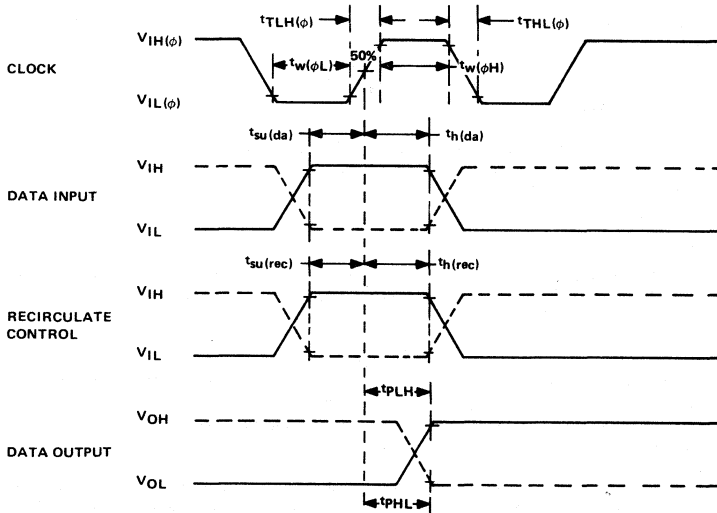 tTLH(ϕ) tTHL(ϕ)
VIH(ϕ)
50%
CLOCK tw(ϕL) tw(ϕH)
VIL(ϕ)
tsu(da) th(da)
VIH
DATA INPUT
VIL
tsu(rec) th(rec)
VIH
RECIRCULATE
CONTROL
VIL
tPLH
VOH
DATA OUTPUT
VOL
tPHL